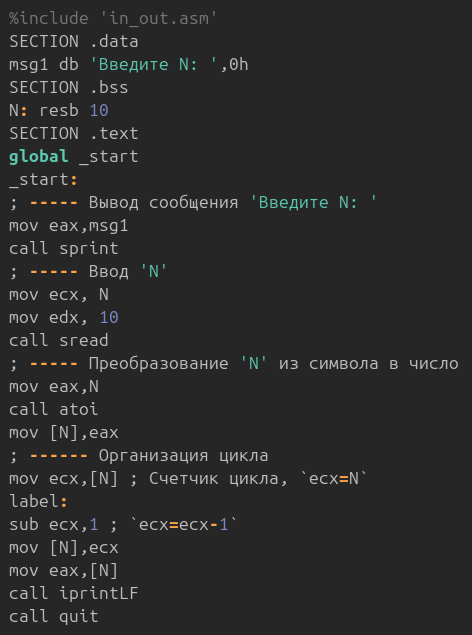 %include 'in_out.asm'
SECTION .data
msg1 db 'Введите N: ',0h
SECTION .bss
N: resb 10
SECTION .text
global _start
_start:
; ----- Вывод сообщения 'Введите N: '
mov eax,msg1
call sprint
; ----- Ввод 'N'
mov ecx, N
mov edx, 10
call sread
; ----- Преобразование 'N' из символа в число
mov eax,N
call atoi
mov [N],eax
; ------ Организация цикла
mov ecx,[N] ; Счетчик цикла, `ecx=N`
label:
sub ecx,1 ; `ecx=ecx-1`
mov [N],ecx
mov eax,[N]
call iprintLF
call quit